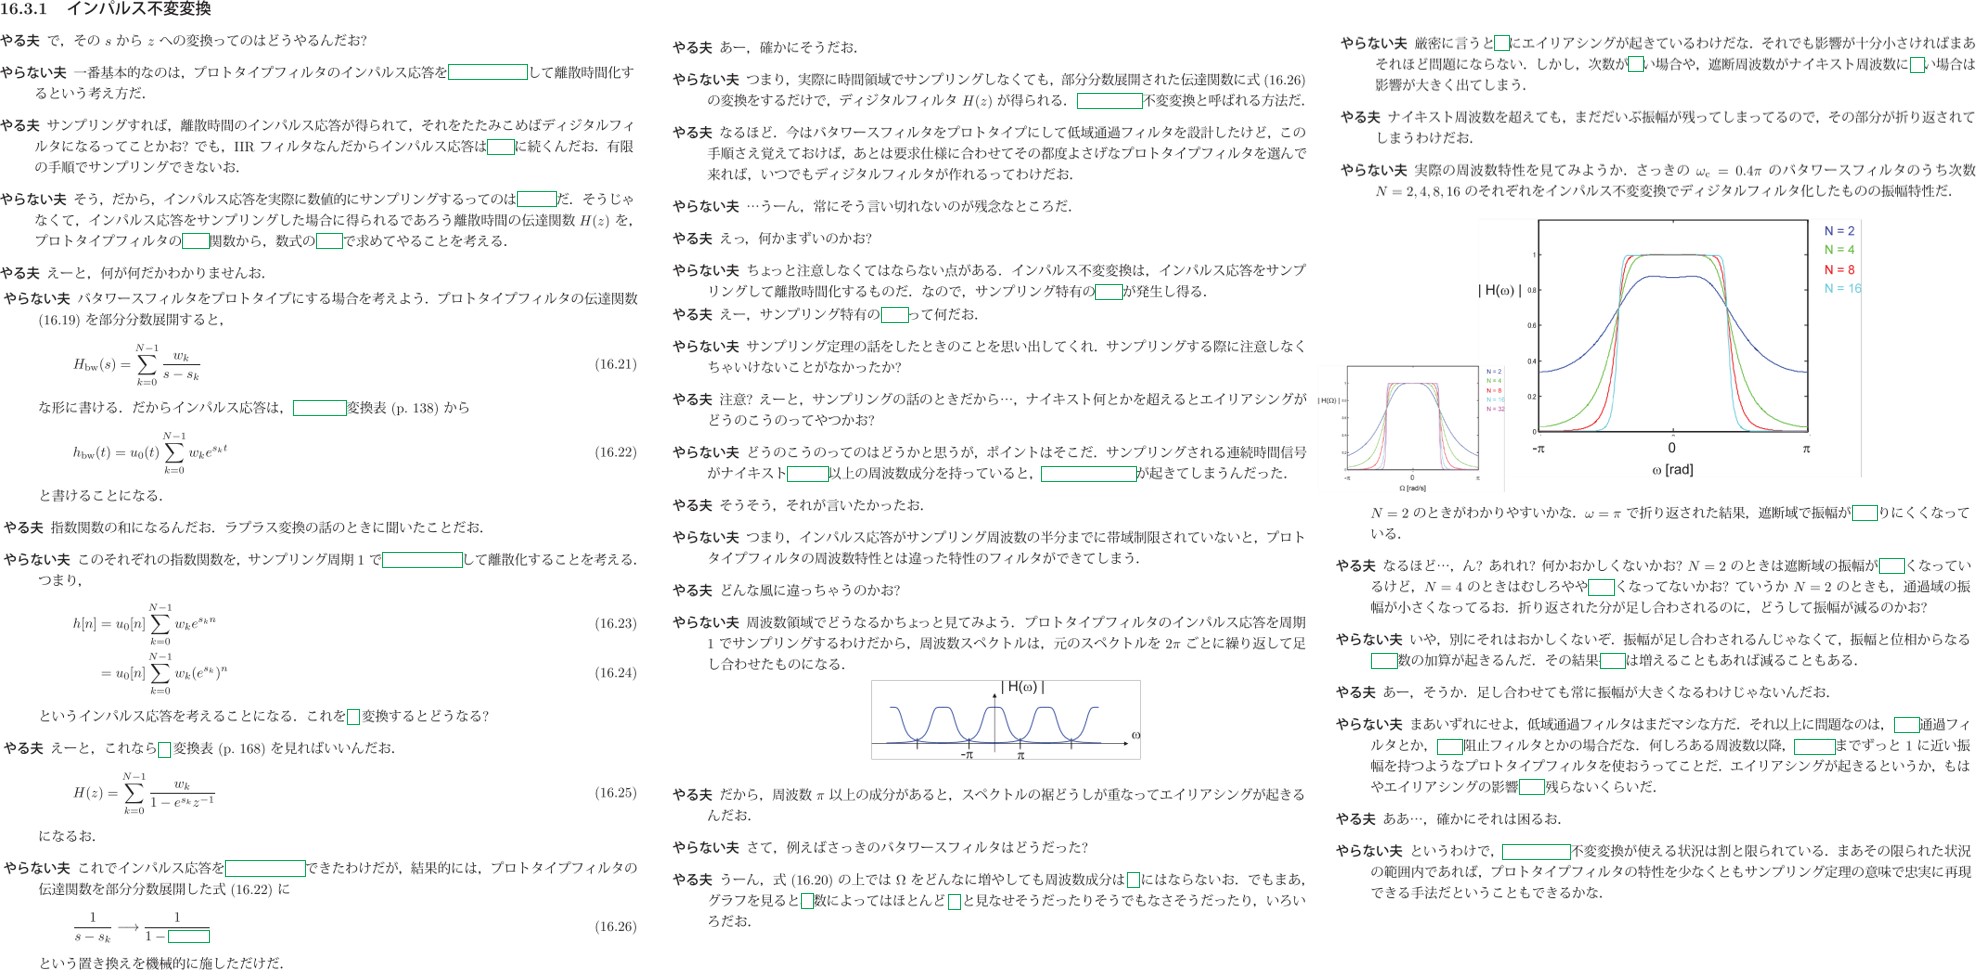 16.3.1 インパルス不変変換
やる夫 で，その s から z への変換ってのはどうやるんだお?
やらない夫 一番基本的なのは，プロトタイプフィルタのインパルス応答を　　　して離散時間化す
るという考え方だ．
やる夫 サンプリングすれば，離散時間のインパルス応答が得られて，それをたたみこめばディジタルフィ
ルタになるってことかお? でも，IIR フィルタなんだからインパルス応答は　　に続くんだお．有限
の手順でサンプリングできないお．
やらない夫 そう，だから，インパルス応答を実際に数値的にサンプリングするってのは　　　だ．そうじゃ
なくて，インパルス応答をサンプリングした場合に得られるであろう離散時間の伝達関数 H(z) を，
プロトタイプフィルタの　　関数から，数式の　　で求めてやることを考える．
やる夫 えーと，何が何だかわかりませんお．
やらない夫 バタワースフィルタをプロトタイプにする場合を考えよう．プロトタイプフィルタの伝達関数
(16.19) を部分分数展開すると，
H_bw(s) = ∑_{k=0}^{N−1} w_k / (s − s_k) (16.21)
な形に書ける．だからインパルス応答は，　　　変換表 (p. 138) から
h_bw(t) = u_0(t) ∑_{k=0}^{N−1} w_k e^{s_k t} (16.22)
と書けることになる．
やる夫 指数関数の和になるんだお．ラプラス変換の話のときに聞いたことだお．
やらない夫 このそれぞれの指数関数を，サンプリング周期 1 で　　　して離散化することを考える．
つまり，
h[n] = u_0[n] ∑_{k=0}^{N−1} w_k e^{s_k n} (16.23)
= u_0[n] ∑_{k=0}^{N−1} w_k (e^{s_k})^n (16.24)
というインパルス応答を考えることになる．これを　変換するとどうなる?
やる夫 えーと，これなら　変換表 (p. 168) を見ればいいんだお．
H(z) = ∑_{k=0}^{N−1} w_k / (1 − e^{s_k} z^{−1}) (16.25)
になるお．
やらない夫 これでインパルス応答を　　　できたわけだが，結果的には，プロトタイプフィルタの
伝達関数を部分分数展開した式 (16.22) に
1 / (s − s_k) ⟶ 1 / (1 −　　　) (16.26)
という置き換えを機械的に施しただけだ．
やる夫 あー，確かにそうだお．
やらない夫 つまり，実際に時間領域でサンプリングしなくても，部分分数展開された伝達関数に式 (16.26)
の変換をするだけで，ディジタルフィルタ H(z) が得られる．　　　不変変換と呼ばれる方法だ．
やる夫 なるほど．今はバタワースフィルタをプロトタイプにして低域通過フィルタを設計したけど，この
手順さえ覚えておけば，あとは要求仕様に合わせてその都度よさげなプロトタイプフィルタを選んで
来れば，いつでもディジタルフィルタが作れるってわけだお．
やらない夫 …うーん，常にそう言い切れないのが残念なところだ．
やる夫 えっ，何かまずいのかお?
やらない夫 ちょっと注意しなくてはならない点がある．インパルス不変変換は，インパルス応答をサンプ
リングして離散時間化するものだ．なので，サンプリング特有の　　が発生し得る．
やる夫 えー，サンプリング特有の　　って何だお．
やらない夫 サンプリング定理の話をしたときのことを思い出してくれ．サンプリングする際に注意しなく
ちゃいけないことがなかったか?
やる夫 注意? えーと，サンプリングの話のときだから…，ナイキスト何とかを超えるとエイリアシングが
どうのこうのってやつかお?
やらない夫 どうのこうのってのはどうかと思うが，ポイントはそこだ．サンプリングされる連続時間信号
がナイキスト　　　以上の周波数成分を持っていると，　　　が起きてしまうんだった．
やる夫 そうそう，それが言いたかったお．
やらない夫 つまり，インパルス応答がサンプリング周波数の半分までに帯域制限されていないと，プロト
タイプフィルタの周波数特性とは違った特性のフィルタができてしまう．
やる夫 どんな風に違っちゃうのかお?
やらない夫 周波数領域でどうなるかちょっと見てみよう．プロトタイプフィルタのインパルス応答を周期
1 でサンプリングするわけだから，周波数スペクトルは，元のスペクトルを 2π ごとに繰り返して足
し合わせたものになる．
| H(ω) |
ω
-π π
やる夫 だから，周波数 π 以上の成分があると，スペクトルの裾どうしが重なってエイリアシングが起きる
んだお．
やらない夫 さて，例えばさっきのバタワースフィルタはどうだった?
やる夫 うーん，式 (16.20) の上では Ω をどんなに増やしても周波数成分は　にはならないお．でもまあ，
グラフを見ると　数によってはほとんど　と見なせそうだったりそうでもなさそうだったり，いろい
ろだお．
やらない夫 厳密に言うと　にエイリアシングが起きているわけだな．それでも影響が十分小さければまあ
それほど問題にならない．しかし，次数が　い場合や，遮断周波数がナイキスト周波数に　い場合は
影響が大きく出てしまう．
やる夫 ナイキスト周波数を超えても，まだだいぶ振幅が残ってしまってるので，その部分が折り返されて
しまうわけだお．
やらない夫 実際の周波数特性を見てみようか．さっきの ω_c = 0.4π のバタワースフィルタのうち次数
N = 2, 4, 8, 16 のそれぞれをインパルス不変変換でディジタルフィルタ化したものの振幅特性だ．
N = 2
N = 4
N = 8
N = 16
| H(ω) |
1
0.8
0.6
0.4
0.2
0
-π 0 π
ω [rad]
N = 2
N = 4
N = 8
N = 16
N = 32
| H(Ω) |
-π 0 π
Ω [rad/s]
N = 2 のときがわかりやすいかな．ω = π で折り返された結果，遮断域で振幅が　　りにくくなって
いる．
やる夫 なるほど…，ん? あれれ? 何かおかしくないかお? N = 2 のときは遮断域の振幅が　　くなってい
るけど，N = 4 のときはむしろやや　　くなってないかお? ていうか N = 2 のときも，通過域の振
幅が小さくなってるお．折り返された分が足し合わされるのに，どうして振幅が減るのかお?
やらない夫 いや，別にそれはおかしくないぞ．振幅が足し合わされるんじゃなくて，振幅と位相からなる
　　数の加算が起きるんだ．その結果　　は増えることもあれば減ることもある．
やる夫 あー，そうか．足し合わせても常に振幅が大きくなるわけじゃないんだお．
やらない夫 まあいずれにせよ，低域通過フィルタはまだマシな方だ．それ以上に問題なのは，　　通過フィ
ルタとか，　　阻止フィルタとかの場合だな．何しろある周波数以降，　　　までずっと 1 に近い振
幅を持つようなプロトタイプフィルタを使おうってことだ．エイリアシングが起きるというか，もは
やエイリアシングの影響　　残らないくらいだ．
やる夫 ああ…，確かにそれは困るお．
やらない夫 というわけで，　　　不変変換が使える状況は割と限られている．まあその限られた状況
の範囲内であれば，プロトタイプフィルタの特性を少なくともサンプリング定理の意味で忠実に再現
できる手法だということもできるかな．